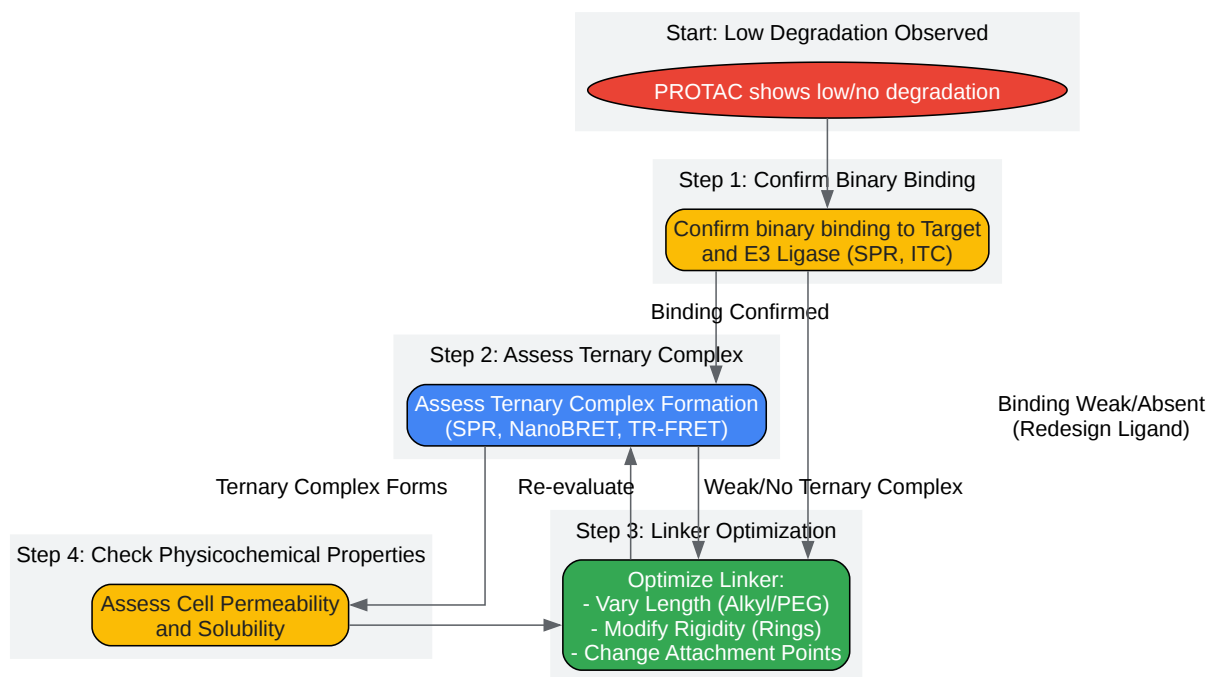 Start: Low Degradation Observed
PROTAC shows low/no degradation
Step 1: Confirm Binary Binding
Confirm binary binding to Target
and E3 Ligase (SPR, ITC)
Binding Confirmed
Step 2: Assess Ternary Complex
Assess Ternary Complex Formation
(SPR, NanoBRET, TR-FRET)
Binding Weak/Absent
(Redesign Ligand)
Ternary Complex Forms
Re-evaluate
Weak/No Ternary Complex
Step 3: Linker Optimization
Optimize Linker:
- Vary Length (Alkyl/PEG)
- Modify Rigidity (Rings)
- Change Attachment Points
Step 4: Check Physicochemical Properties
Assess Cell Permeability
and Solubility